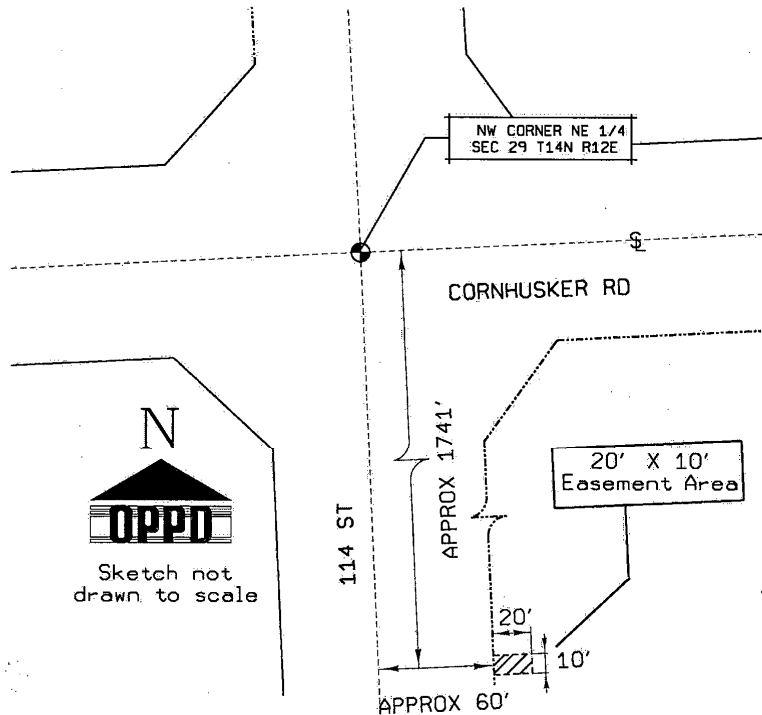 NW CORNER NE 1/4
SEC 29 T14N R12E
CORNHUSKER RD
APPROX 1741'
20' X 10'
Easement Area
N
OPPD
Sketch not
drawn to scale
114 ST
20'
10'
APPROX 60'